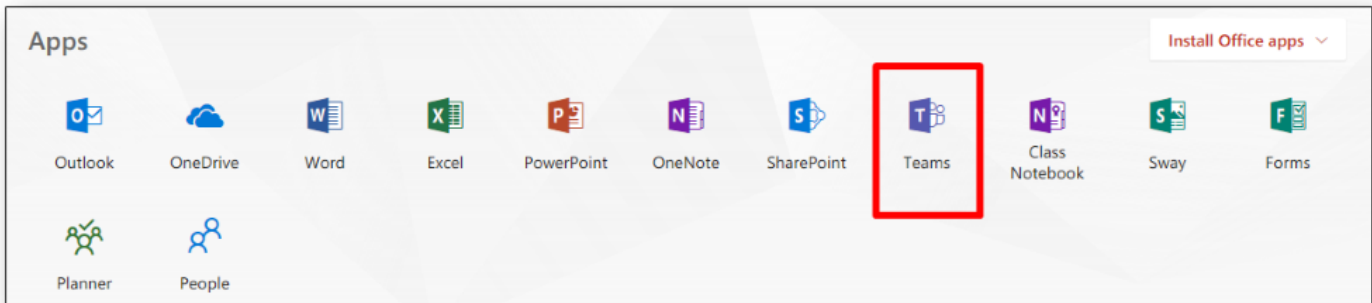 Apps
Install Office apps
Outlook OneDrive Word Excel PowerPoint OneNote SharePoint Teams Class Notebook Sway Forms
Planner People